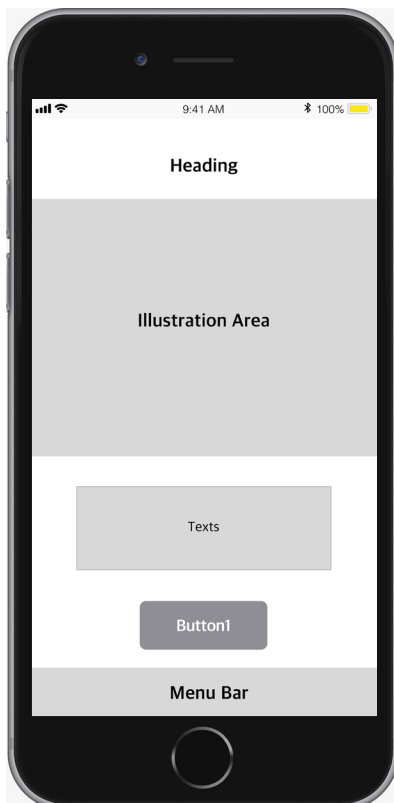 9:41 AM 100%
Heading
Illustration Area
Texts
Button1
Menu Bar